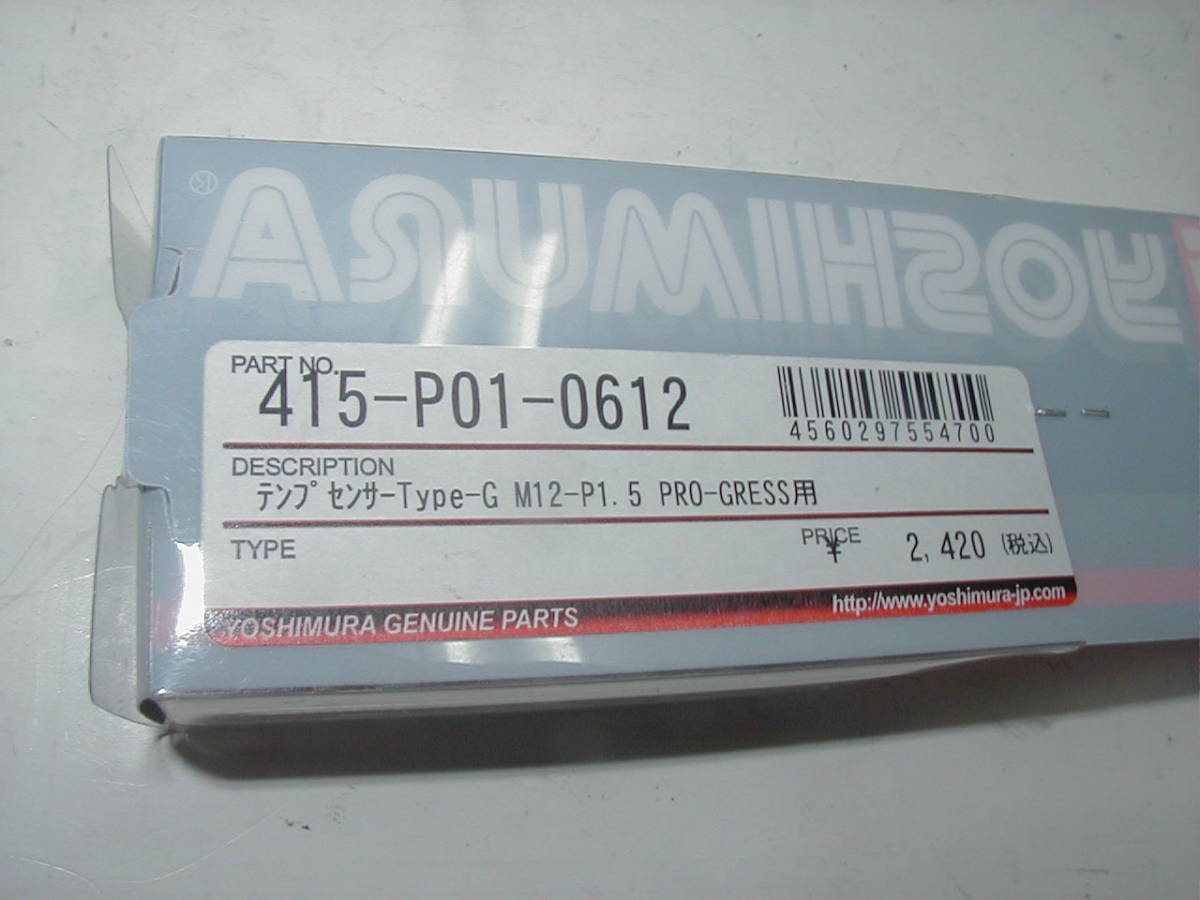 YOSHIMURA®
PART NO.
415-P01-0612
4560297554700
DESCRIPTION
ﾃﾝﾌﾟｾﾝｻｰType-G M12-P1.5 PRO-GRESS用
TYPE
PRICE
¥ 2,420 (税込)
YOSHIMURA GENUINE PARTS
http://www.yoshimura-jp.com